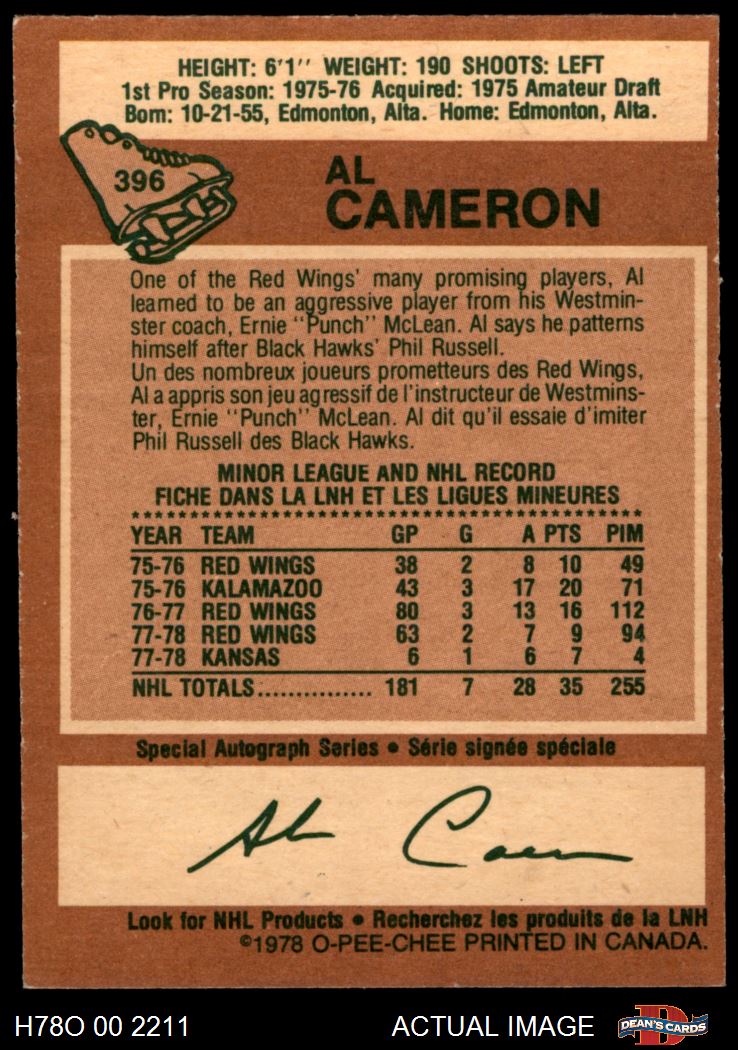 HEIGHT: 6'1'' WEIGHT: 190 SHOOTS: LEFT
1st Pro Season: 1975-76 Acquired: 1975 Amateur Draft
Born: 10-21-55, Edmonton, Alta. Home: Edmonton, Alta.
396
AL
CAMERON
One of the Red Wings' many promising players, Al
learned to be an aggressive player from his Westmin-
ster coach, Ernie "Punch" McLean. Al says he patterns
himself after Black Hawks' Phil Russell.
Un des nombreux joueurs prometteurs des Red Wings,
Al a appris son jeu agressif de l'instructeur de Westmins-
ter, Ernie "Punch" McLean. Al dit qu'il essaie d'imiter
Phil Russell des Black Hawks.
MINOR LEAGUE AND NHL RECORD
FICHE DANS LA LNH ET LES LIGUES MINEURES
YEAR TEAM GP G A PTS PIM
75-76 RED WINGS 38 2 8 10 49
75-76 KALAMAZOO 43 3 17 20 71
76-77 RED WINGS 80 3 13 16 112
77-78 RED WINGS 63 2 7 9 94
77-78 KANSAS 6 1 6 7 4
NHL TOTALS............... 181 7 28 35 255
Special Autograph Series • Série signée spéciale
Al Cameron
Look for NHL Products • Recherchez les produits de la LNH
©1978 O-PEE-CHEE PRINTED IN CANADA.
H78O 00 2211 ACTUAL IMAGE DEAN'S CARDS